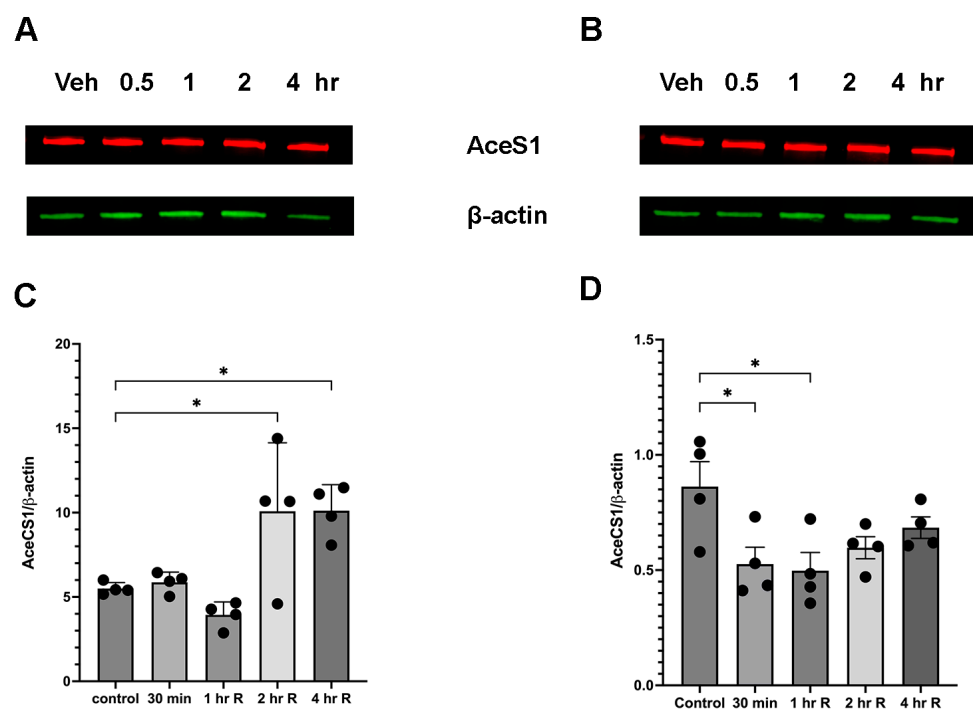 A
B
Veh 0.5 1 2 4 hr
Veh 0.5 1 2 4 hr
AceS1
β-actin
C
D
AceCS1/β-actin
20
15
10
5
0
*
*
control 30 min 1 hr R 2 hr R 4 hr R
AceCS1/β-actin
1.5
1.0
0.5
0.0
*
*
Control 30 min 1 hr R 2 hr R 4 hr R